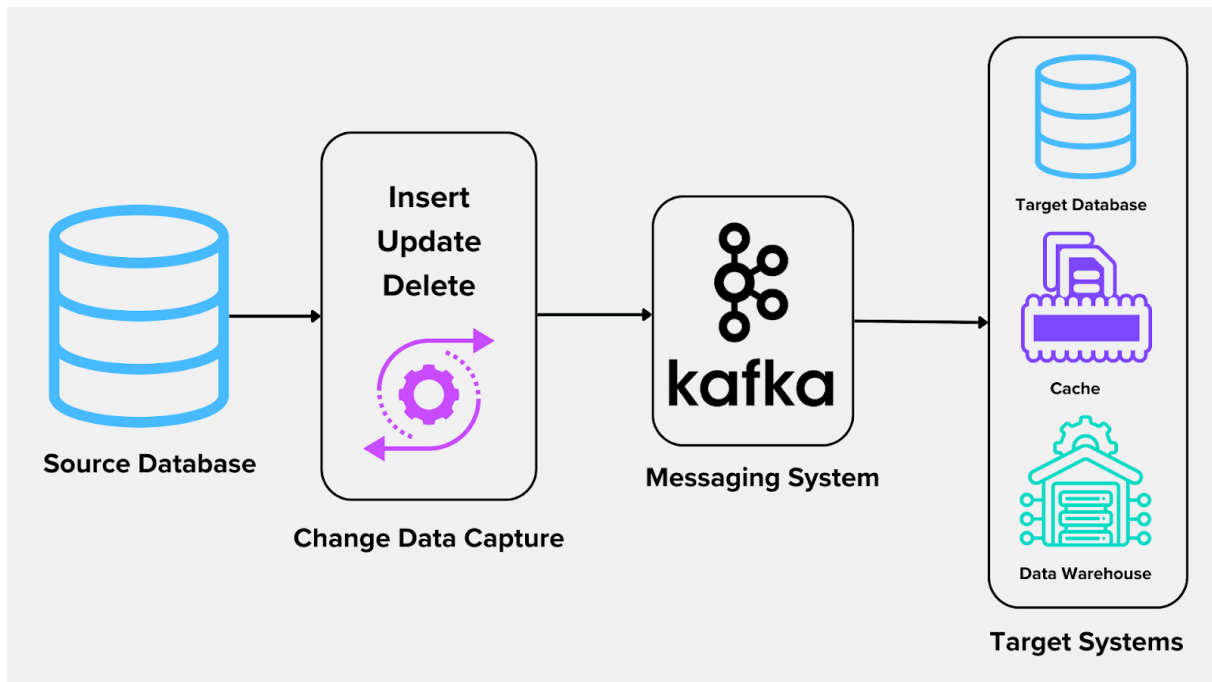 Insert
Update
Delete
Source Database
Change Data Capture
kafka
Messaging System
Target Database
Cache
Data Warehouse
Target Systems